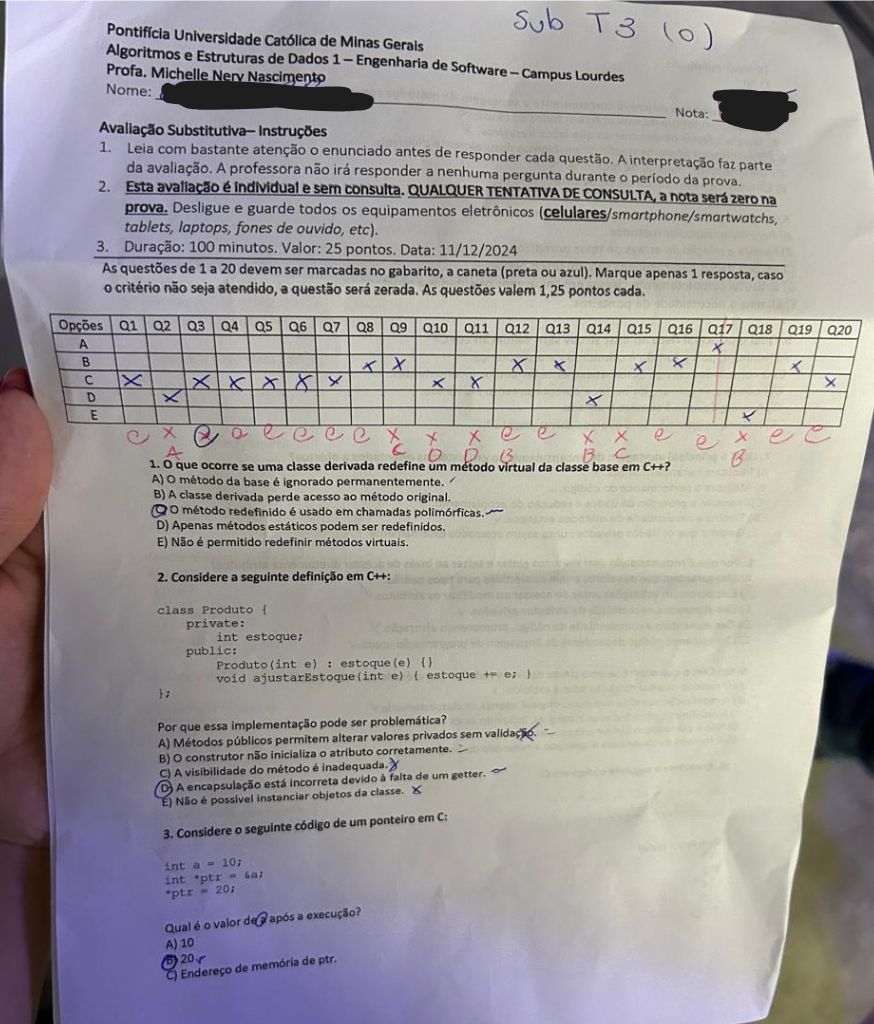 Sub T3 (0)
Pontifícia Universidade Católica de Minas Gerais
Algoritmos e Estruturas de Dados 1 – Engenharia de Software – Campus Lourdes
Profa. Michelle Nery Nascimento
Nome:
Nota:
Avaliação Substitutiva– Instruções
1. Leia com bastante atenção o enunciado antes de responder cada questão. A interpretação faz parte
da avaliação. A professora não irá responder a nenhuma pergunta durante o período da prova.
2. Esta avaliação é individual e sem consulta. QUALQUER TENTATIVA DE CONSULTA, a nota será zero na
prova. Desligue e guarde todos os equipamentos eletrônicos (celulares/smartphone/smartwatchs,
tablets, laptops, fones de ouvido, etc).
3. Duração: 100 minutos. Valor: 25 pontos. Data: 11/12/2024
As questões de 1 a 20 devem ser marcadas no gabarito, a caneta (preta ou azul). Marque apenas 1 resposta, caso
o critério não seja atendido, a questão será zerada. As questões valem 1,25 pontos cada.
Opções Q1 Q2 Q3 Q4 Q5 Q6 Q7 Q8 Q9 Q10 Q11 Q12 Q13 Q14 Q15 Q16 Q17 Q18 Q19 Q20
A X
B X X X X X X X
C X X X X X X X X X
D X X
E X
A C D D B B C B
1. O que ocorre se uma classe derivada redefine um método virtual da classe base em C++?
A) O método da base é ignorado permanentemente.
B) A classe derivada perde acesso ao método original.
C) O método redefinido é usado em chamadas polimórficas.
D) Apenas métodos estáticos podem ser redefinidos.
E) Não é permitido redefinir métodos virtuais.
2. Considere a seguinte definição em C++:
class Produto {
private:
int estoque;
public:
Produto(int e) : estoque(e) {}
void ajustarEstoque(int e) { estoque += e; }
};
Por que essa implementação pode ser problemática?
A) Métodos públicos permitem alterar valores privados sem validação.
B) O construtor não inicializa o atributo corretamente.
C) A visibilidade do método é inadequada.
D) A encapsulação está incorreta devido à falta de um getter.
E) Não é possível instanciar objetos da classe.
3. Considere o seguinte código de um ponteiro em C:
int a = 10;
int *ptr = &a;
*ptr = 20;
Qual é o valor de a após a execução?
A) 10
B) 20
C) Endereço de memória de ptr.